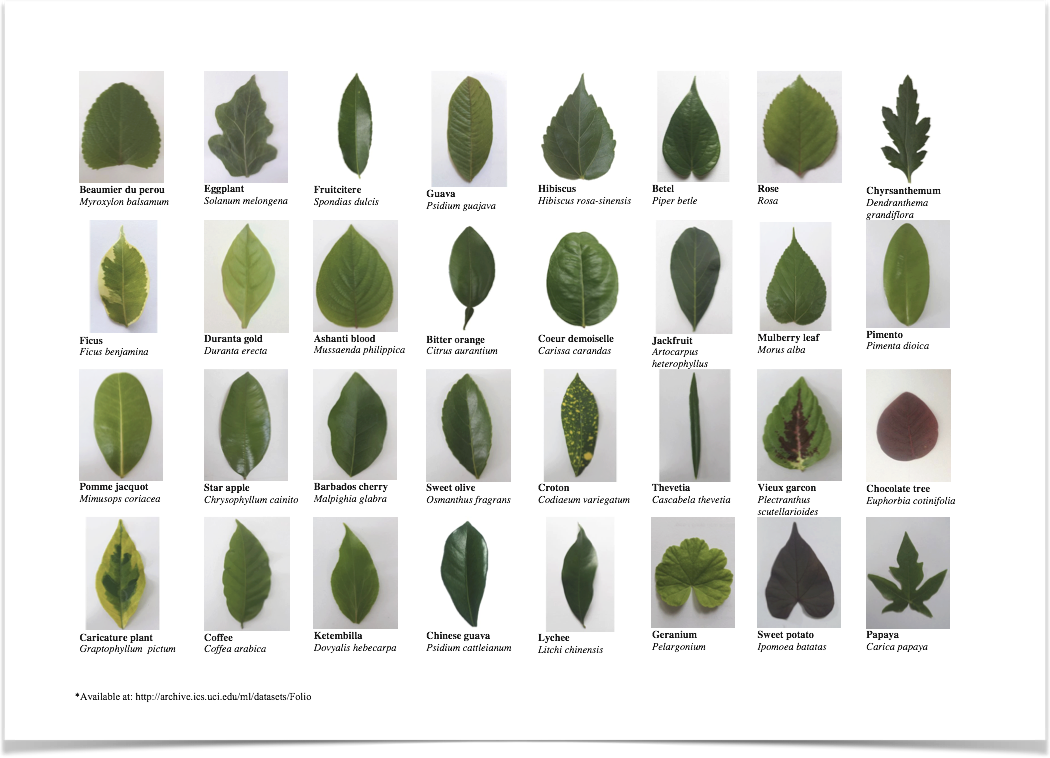 Beaumier du perou
Myroxylon balsamum
Eggplant
Solanum melongena
Fruitcitere
Spondias dulcis
Guava
Psidium guajava
Hibiscus
Hibiscus rosa-sinensis
Betel
Piper betle
Rose
Rosa
Chyrsanthemum
Dendranthema
grandiflora
Ficus
Ficus benjamina
Duranta gold
Duranta erecta
Ashanti blood
Mussaenda philippica
Bitter orange
Citrus aurantium
Coeur demoiselle
Carissa carandas
Jackfruit
Artocarpus
heterophyllus
Mulberry leaf
Morus alba
Pimento
Pimenta dioica
Pomme jacquot
Mimusops coriacea
Star apple
Chrysophyllum cainito
Barbados cherry
Malpighia glabra
Sweet olive
Osmanthus fragrans
Croton
Codiaeum variegatum
Thevetia
Cascabela thevetia
Vieux garcon
Plectranthus
scutellarioides
Chocolate tree
Euphorbia cotinifolia
Caricature plant
Graptophyllum pictum
Coffee
Coffea arabica
Ketembilla
Dovyalis hebecarpa
Chinese guava
Psidium cattleianum
Lychee
Litchi chinensis
Geranium
Pelargonium
Sweet potato
Ipomoea batatas
Papaya
Carica papaya
*Available at: http://archive.ics.uci.edu/ml/datasets/Folio